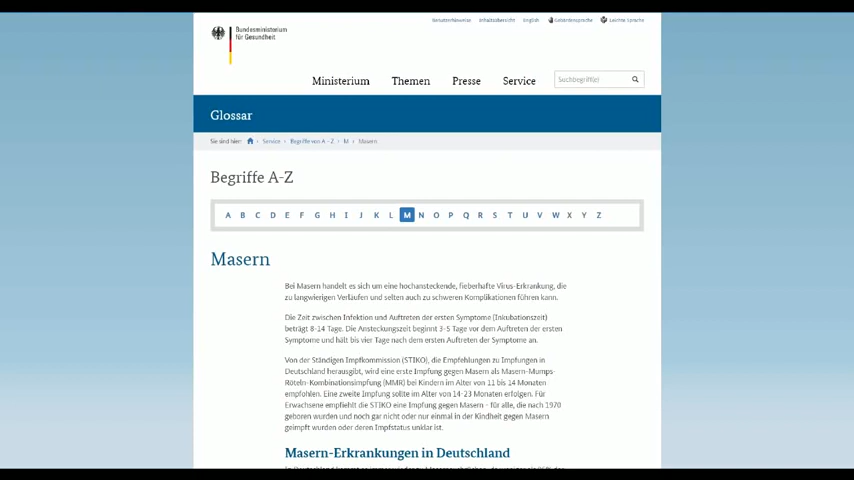 Bundesministerium
für Gesundheit
Benutzerhinweise Inhaltsübersicht English Gebärdensprache Leichte Sprache
Ministerium Themen Presse Service Suchbegriff(e)
Glossar
Sie sind hier: > Service > Begriffe von A-Z > M > Masern
Begriffe A-Z
A B C D E F G H I J K L M N O P Q R S T U V W X Y Z
Masern
Bei Masern handelt es sich um eine hochansteckende, fieberhafte Virus-Erkrankung, die
zu langwierigen Verläufen und selten auch zu schweren Komplikationen führen kann.
Die Zeit zwischen Infektion und Auftreten der ersten Symptome (Inkubationszeit)
beträgt 8-14 Tage. Die Ansteckungszeit beginnt 3-5 Tage vor dem Auftreten der ersten
Symptome und hält bis vier Tage nach dem ersten Auftreten der Symptome an.
Von der Ständigen Impfkommission (STIKO), die Empfehlungen zu Impfungen in
Deutschland herausgibt, wird eine erste Impfung gegen Masern als Masern-Mumps-
Röteln-Kombinationsimpfung (MMR) bei Kindern im Alter von 11 bis 14 Monaten
empfohlen. Eine zweite Impfung sollte im Alter von 14-23 Monaten erfolgen. Für
Erwachsene empfiehlt die STIKO eine Impfung gegen Masern - für alle, die nach 1970
geboren wurden und noch gar nicht oder nur einmal in der Kindheit gegen Masern
geimpft wurden oder deren Impfstatus unklar ist.
Masern-Erkrankungen in Deutschland